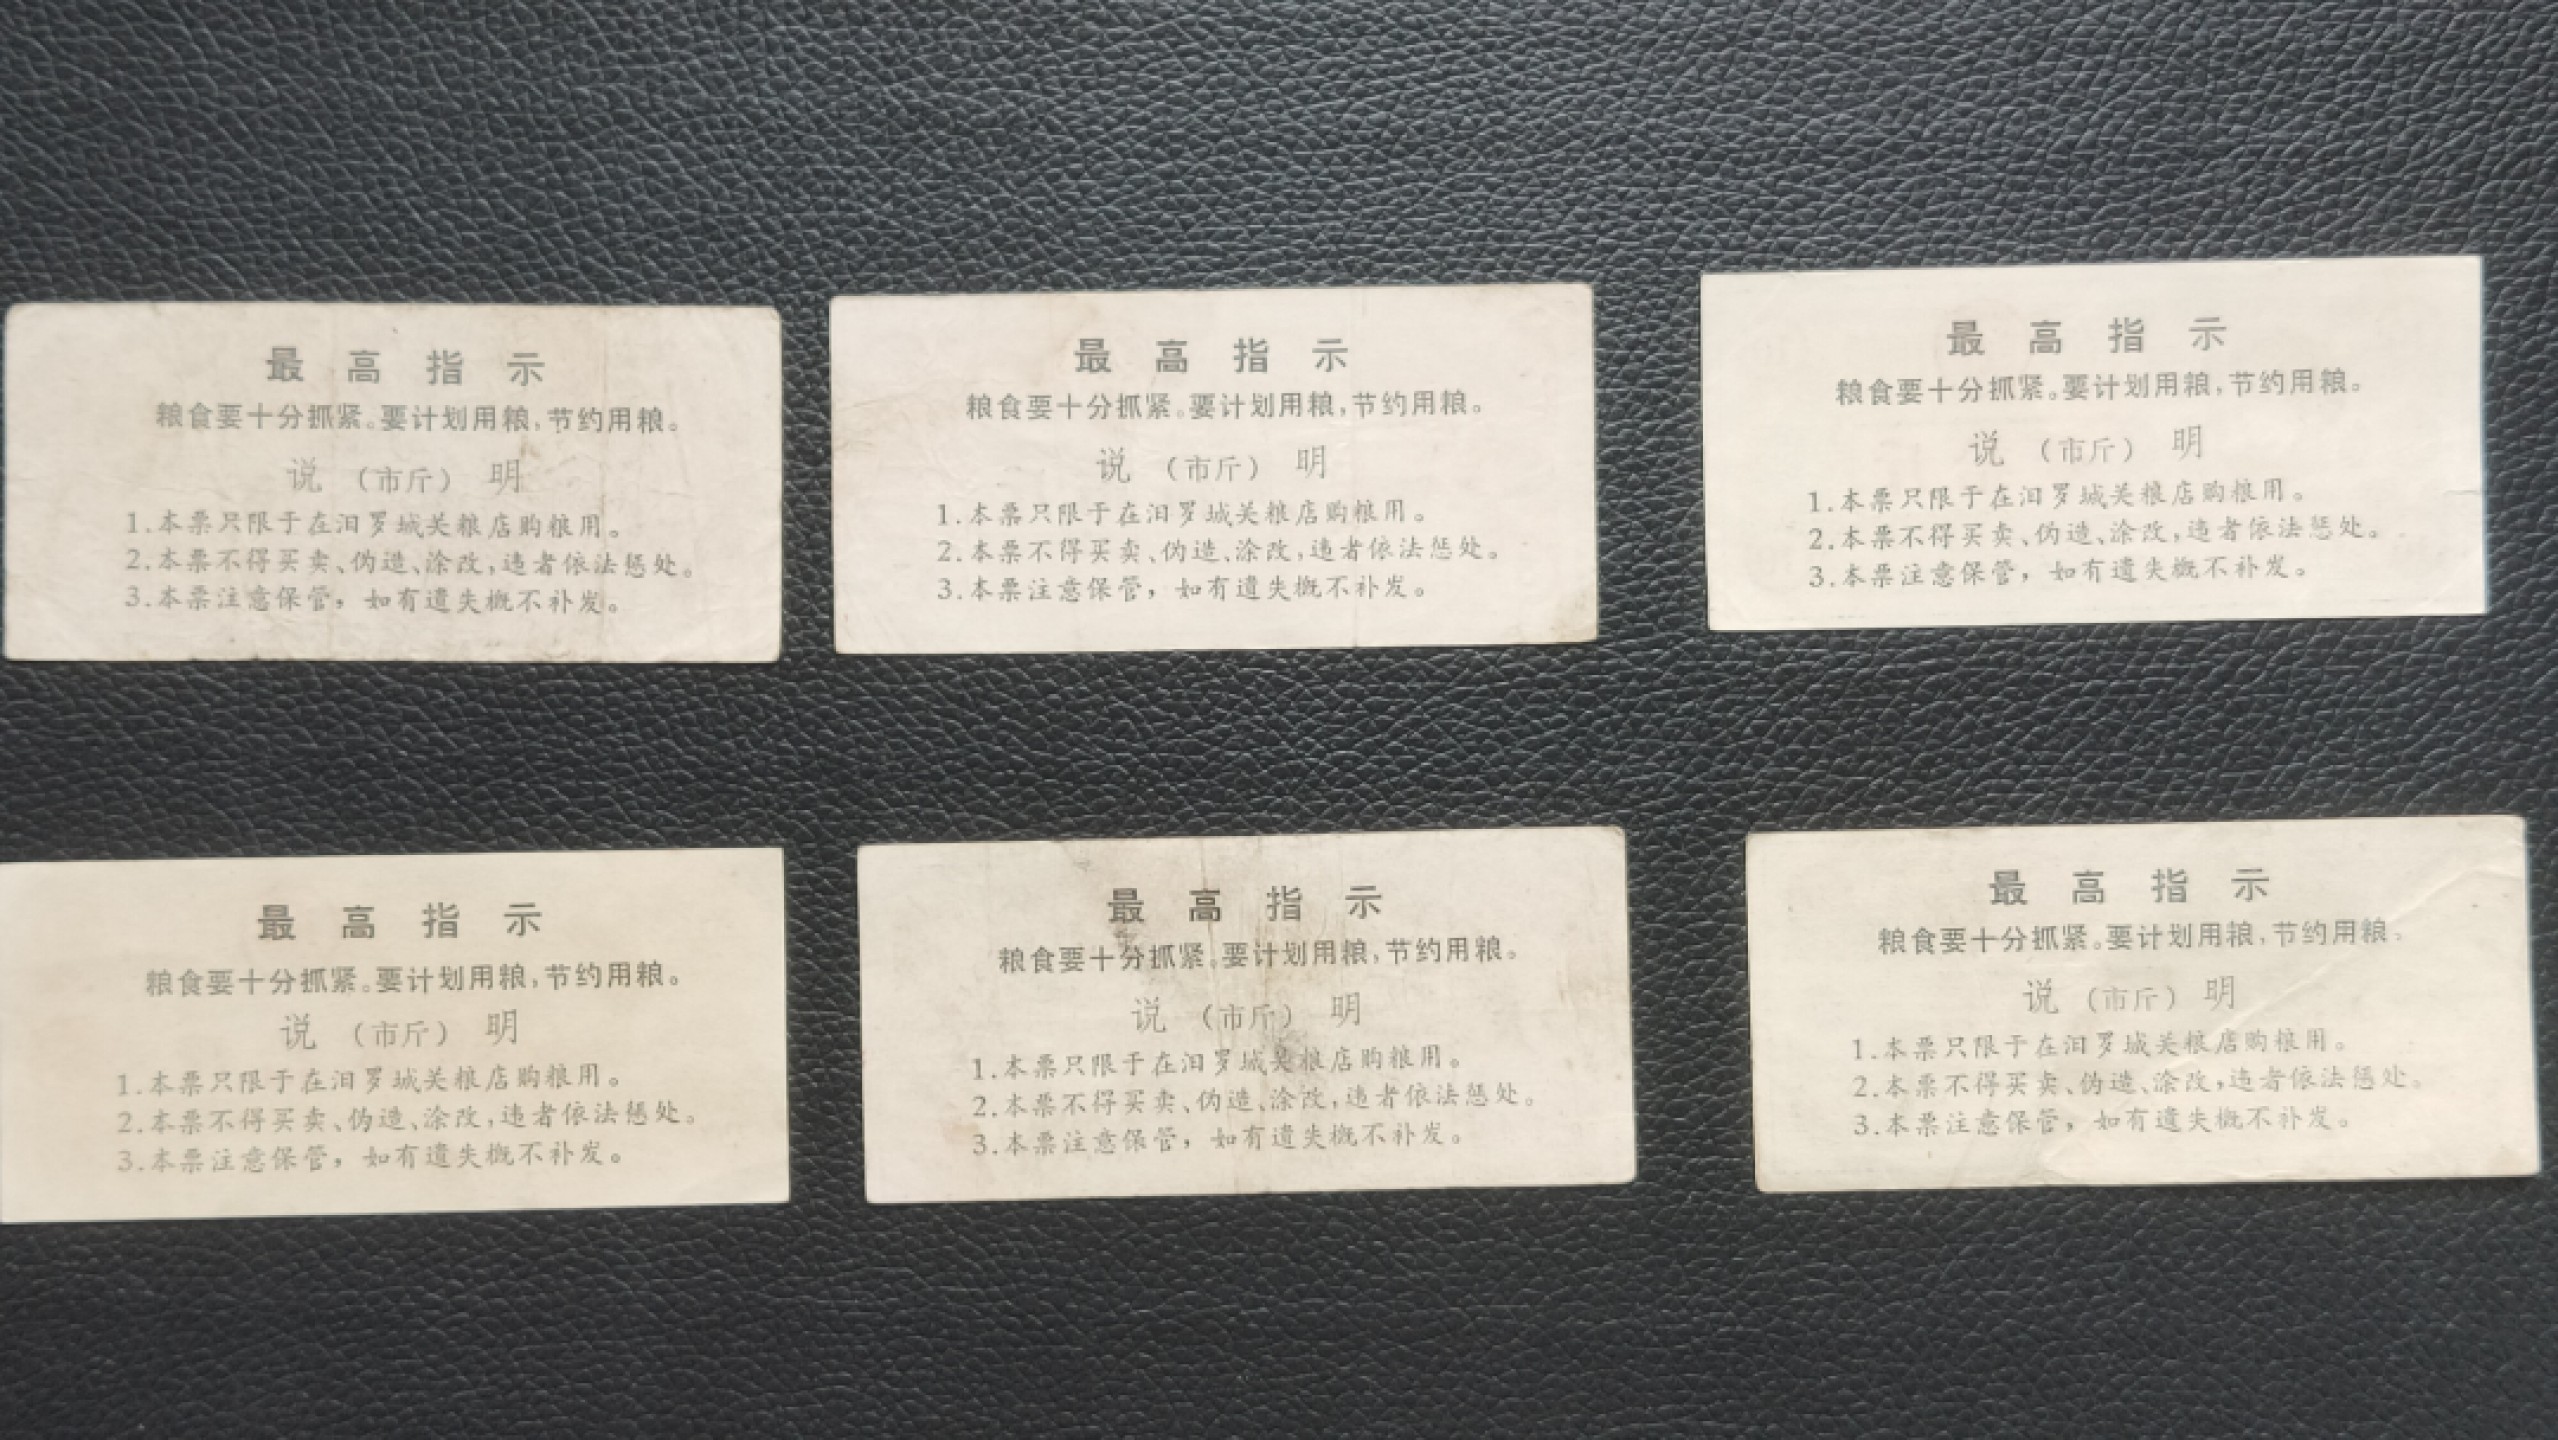 最高指示
粮食要十分抓紧。要计划用粮，节约用粮。
说（市斤）明
1.本票只限于在汨罗城关粮店购粮用。
2.本票不得买卖、伪造、涂改，违者依法惩处。
3.本票注意保管，如有遗失概不补发。
最高指示
粮食要十分抓紧。要计划用粮，节约用粮。
说（市斤）明
1.本票只限于在汨罗城关粮店购粮用。
2.本票不得买卖、伪造、涂改，违者依法惩处。
3.本票注意保管，如有遗失概不补发。
最高指示
粮食要十分抓紧。要计划用粮，节约用粮。
说（市斤）明
1.本票只限于在汨罗城关粮店购粮用。
2.本票不得买卖、伪造、涂改，违者依法惩处。
3.本票注意保管，如有遗失概不补发。
最高指示
粮食要十分抓紧。要计划用粮，节约用粮。
说（市斤）明
1.本票只限于在汨罗城关粮店购粮用。
2.本票不得买卖、伪造、涂改，违者依法惩处。
3.本票注意保管，如有遗失概不补发。
最高指示
粮食要十分抓紧。要计划用粮，节约用粮。
说（市斤）明
1.本票只限于在汨罗城关粮店购粮用。
2.本票不得买卖、伪造、涂改，违者依法惩处。
3.本票注意保管，如有遗失概不补发。
最高指示
粮食要十分抓紧。要计划用粮，节约用粮。
说（市斤）明
1.本票只限于在汨罗城关粮店购粮用。
2.本票不得买卖、伪造、涂改，违者依法惩处。
3.本票注意保管，如有遗失概不补发。